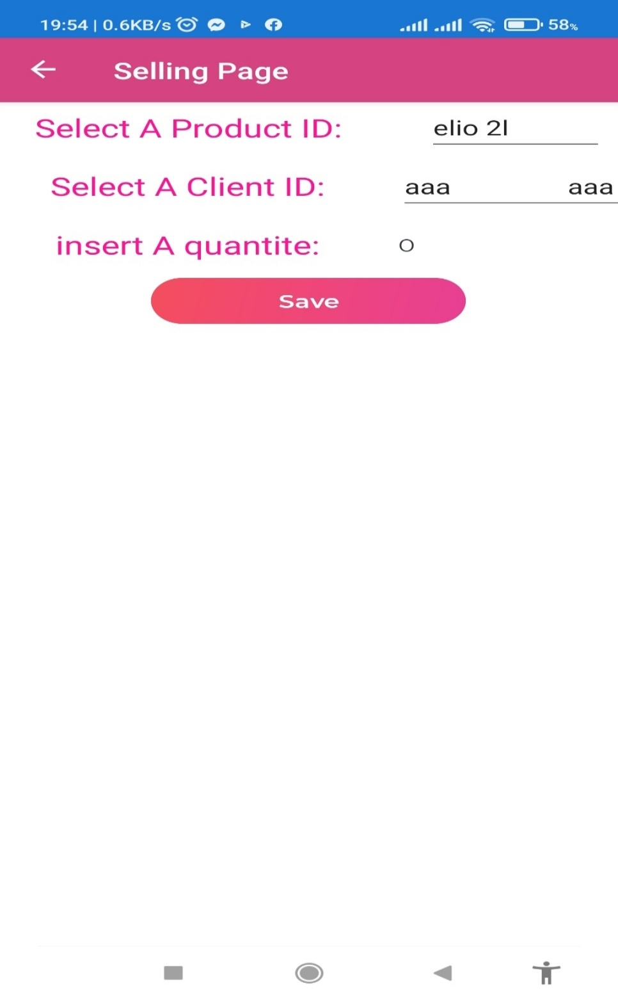 19:54 | 0.6KB/s 58%
Selling Page
Select A Product ID: elio 2l
Select A Client ID: aaa aaa
insert A quantite: O
Save